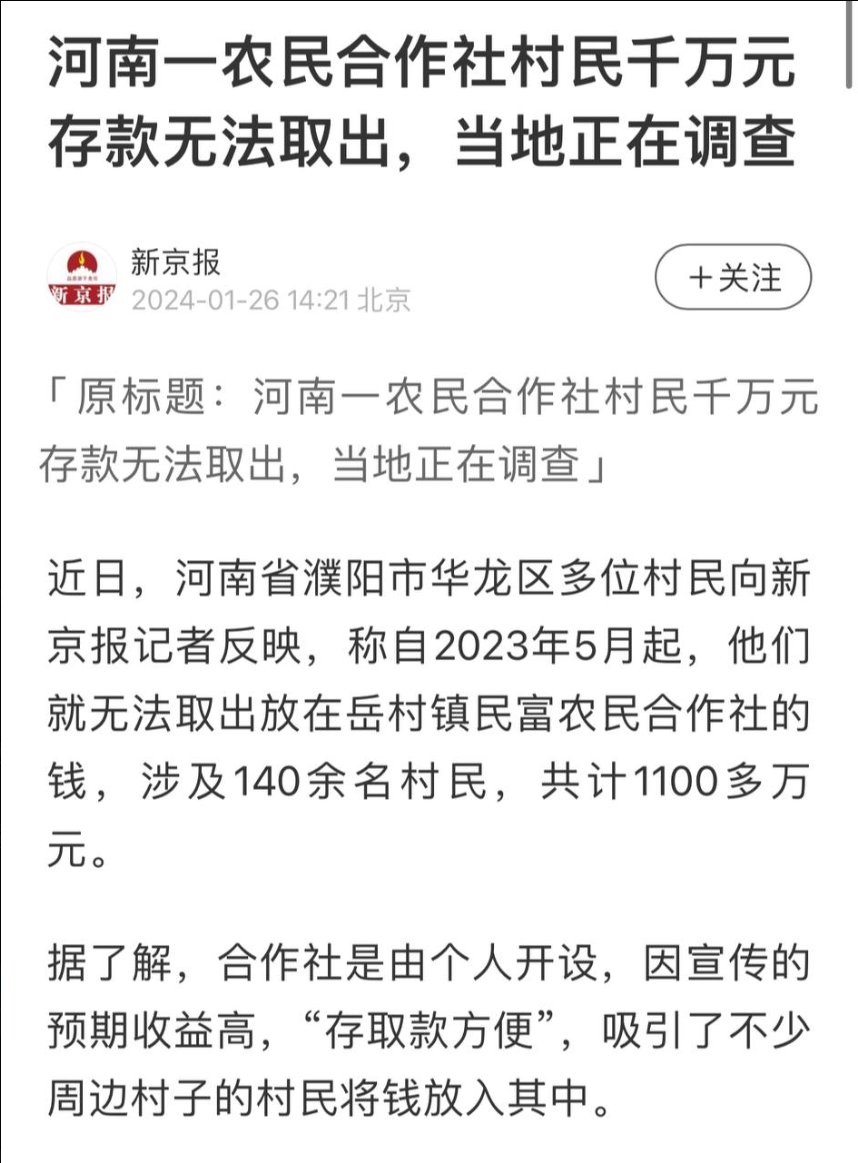 河南一农民合作社村民千万元
存款无法取出，当地正在调查
新京报
新京报
2024-01-26 14:21 北京
＋关注
「原标题：河南一农民合作社村民千万元
存款无法取出，当地正在调查」
近日，河南省濮阳市华龙区多位村民向新
京报记者反映，称自2023年5月起，他们
就无法取出放在岳村镇民富农民合作社的
钱，涉及140余名村民，共计1100多万
元。
据了解，合作社是由个人开设，因宣传的
预期收益高，“存取款方便”，吸引了不少
周边村子的村民将钱放入其中。